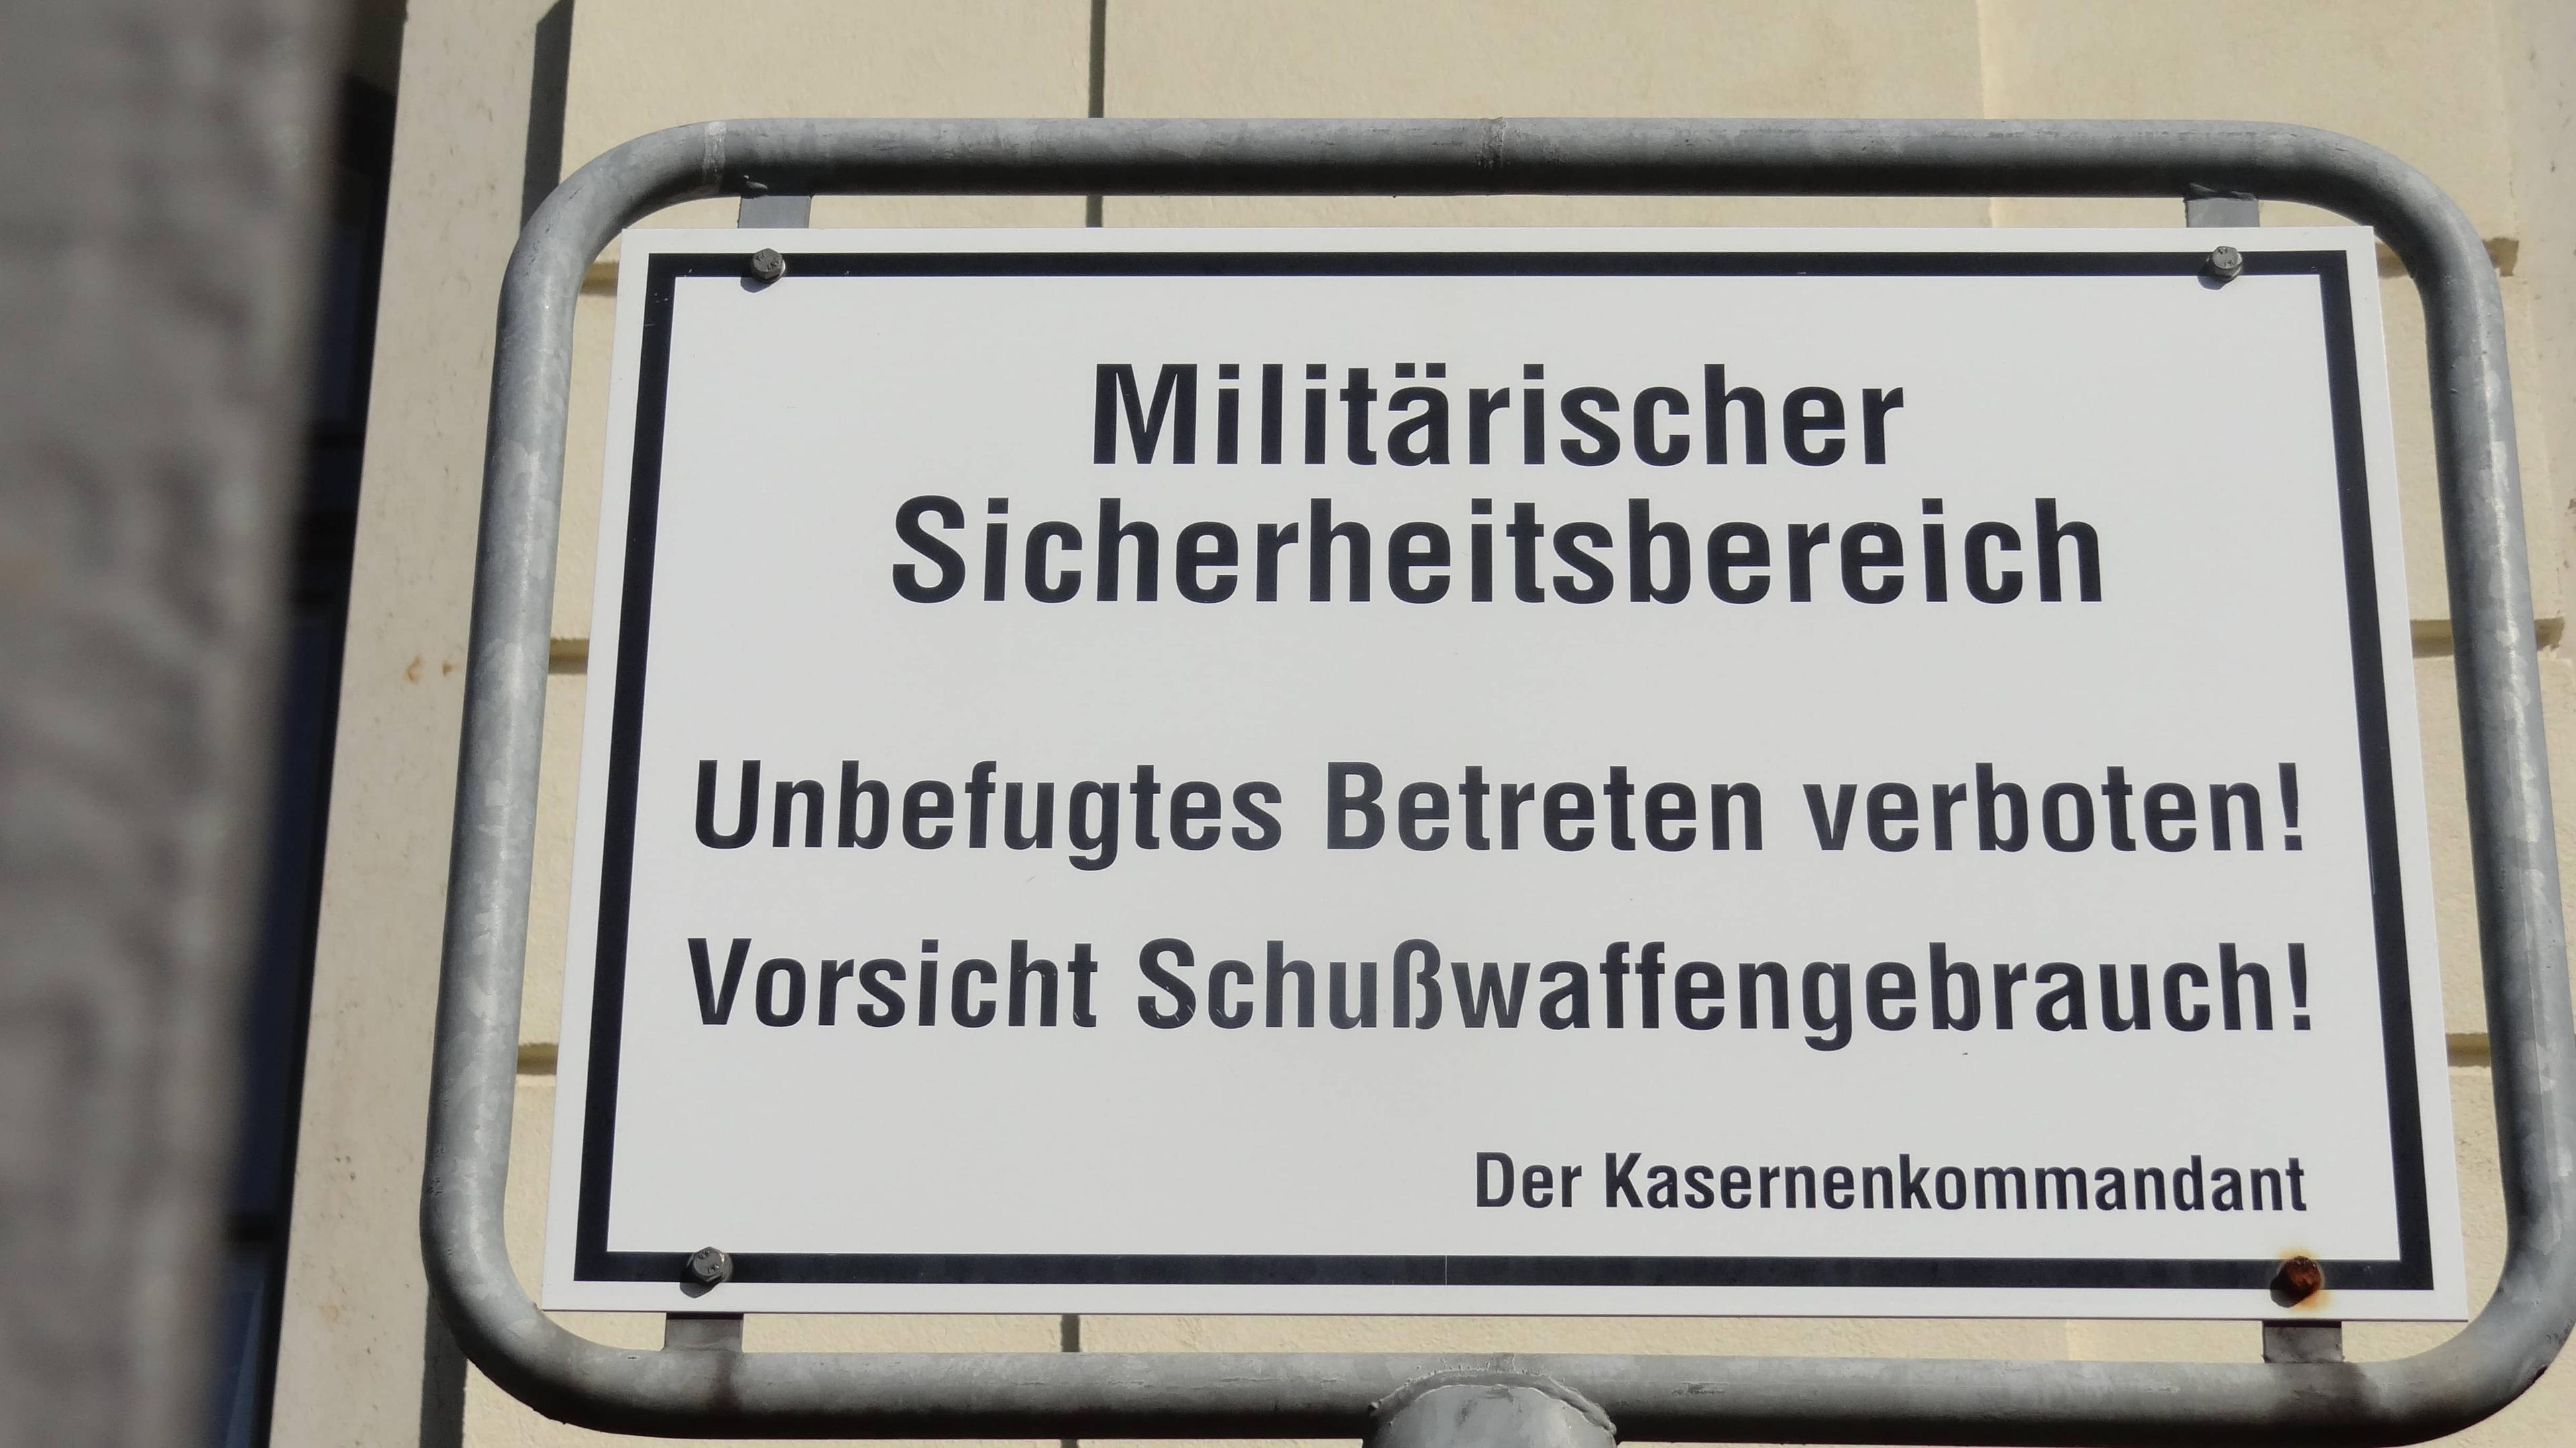 Militärischer
Sicherheitsbereich
Unbefugtes Betreten verboten!
Vorsicht Schußwaffengebrauch!
Der Kasernenkommandant